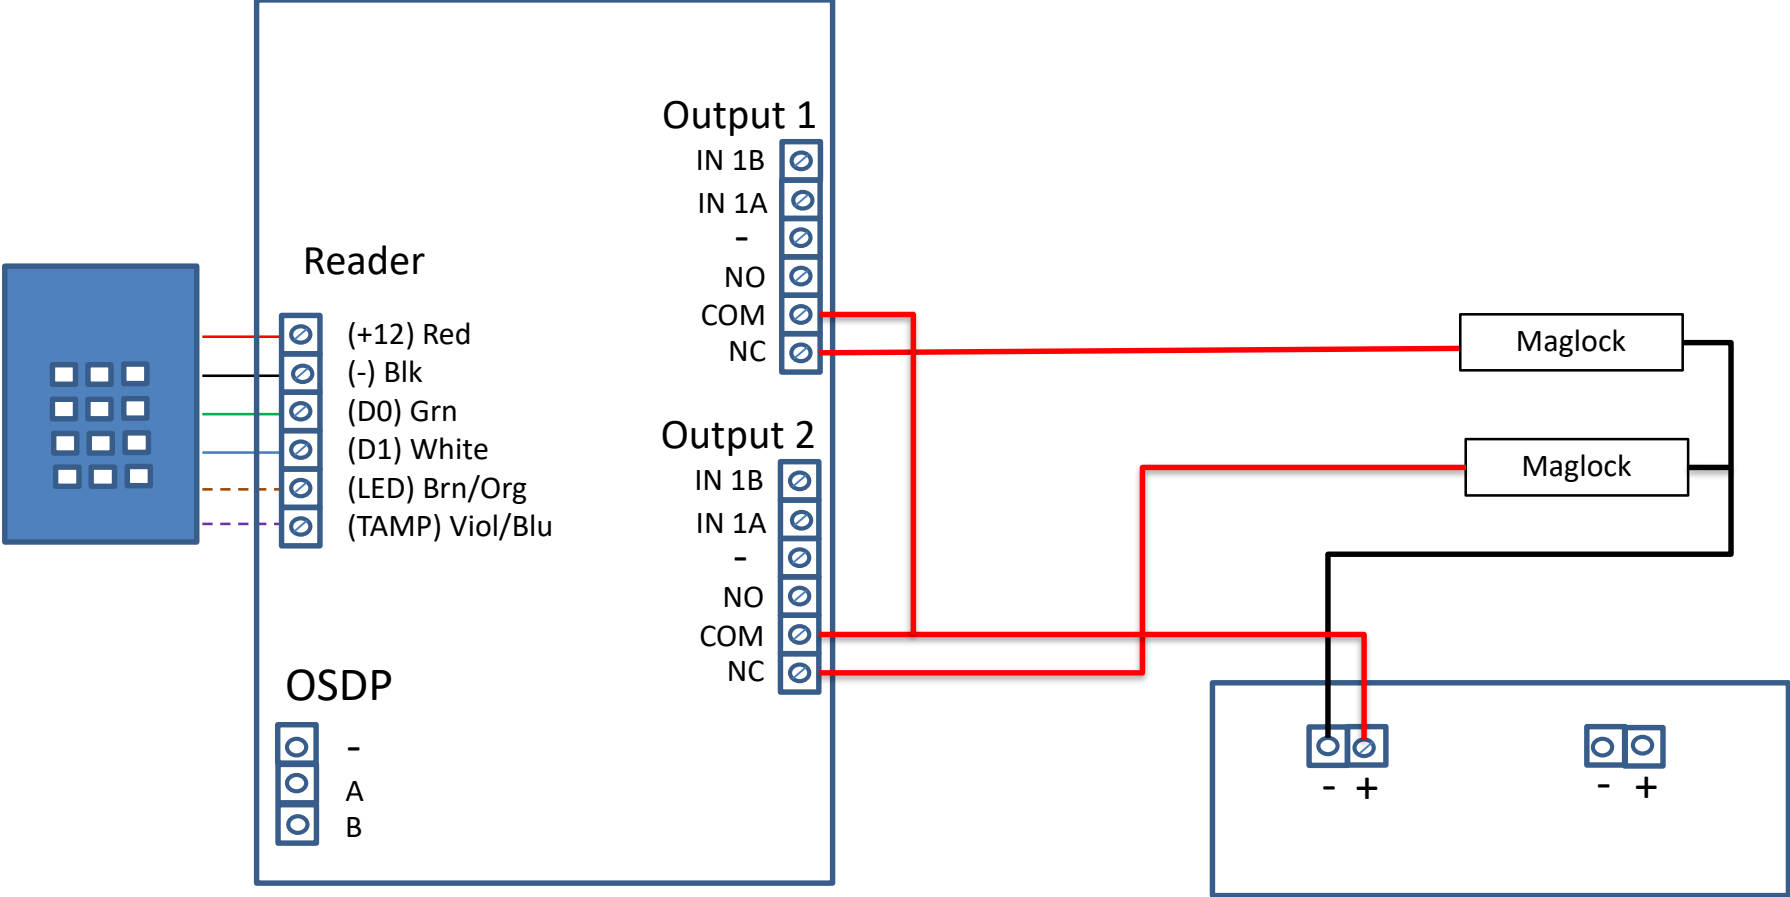 Output 1
IN 1B
IN 1A
-
NO
COM
NC
Reader
(+12) Red
(-) Blk
(D0) Grn
(D1) White
(LED) Brn/Org
(TAMP) Viol/Blu
Output 2
IN 1B
IN 1A
-
NO
COM
NC
OSDP
-
A
B
Maglock
Maglock
- +
- +